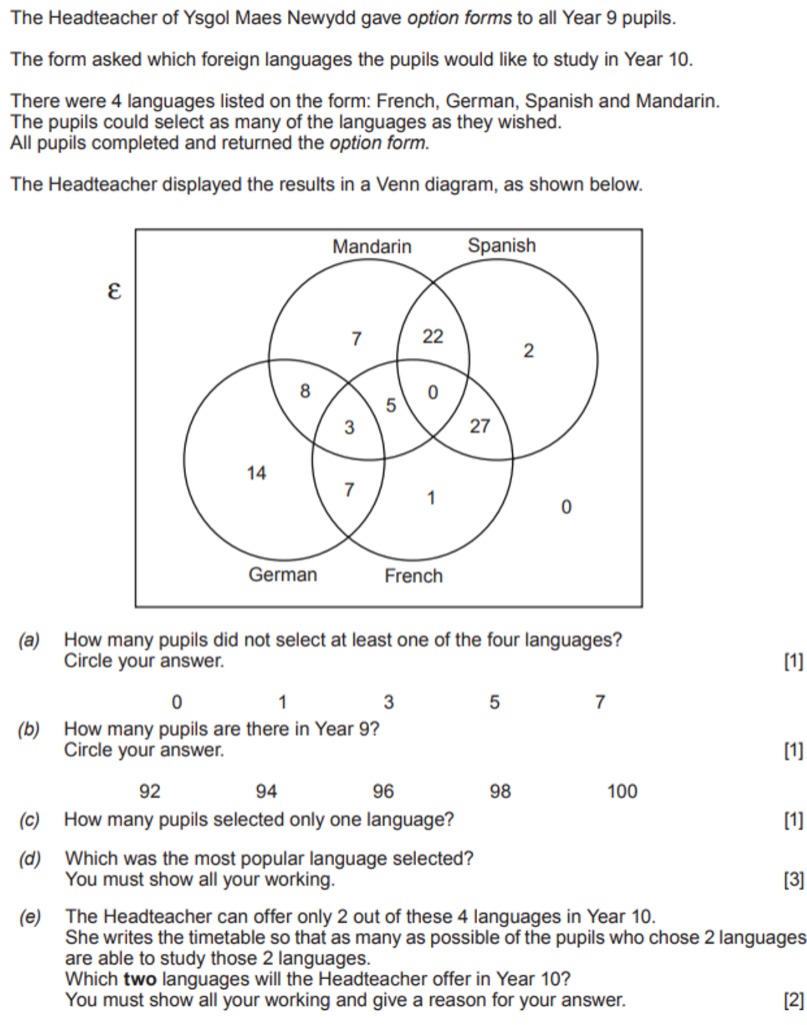 The Headteacher of Ysgol Maes Newydd gave option forms to all Year 9 pupils.
The form asked which foreign languages the pupils would like to study in Year 10.
There were 4 languages listed on the form: French, German, Spanish and Mandarin.
The pupils could select as many of the languages as they wished.
All pupils completed and returned the option form.
The Headteacher displayed the results in a Venn diagram, as shown below.
Mandarin Spanish
ε
7 22 2
8 5 0
3 27
14 7 1 0
German French
(a) How many pupils did not select at least one of the four languages?
Circle your answer. [1]
0 1 3 5 7
(b) How many pupils are there in Year 9?
Circle your answer. [1]
92 94 96 98 100
(c) How many pupils selected only one language? [1]
(d) Which was the most popular language selected?
You must show all your working. [3]
(e) The Headteacher can offer only 2 out of these 4 languages in Year 10.
She writes the timetable so that as many as possible of the pupils who chose 2 languages
are able to study those 2 languages.
Which two languages will the Headteacher offer in Year 10?
You must show all your working and give a reason for your answer. [2]